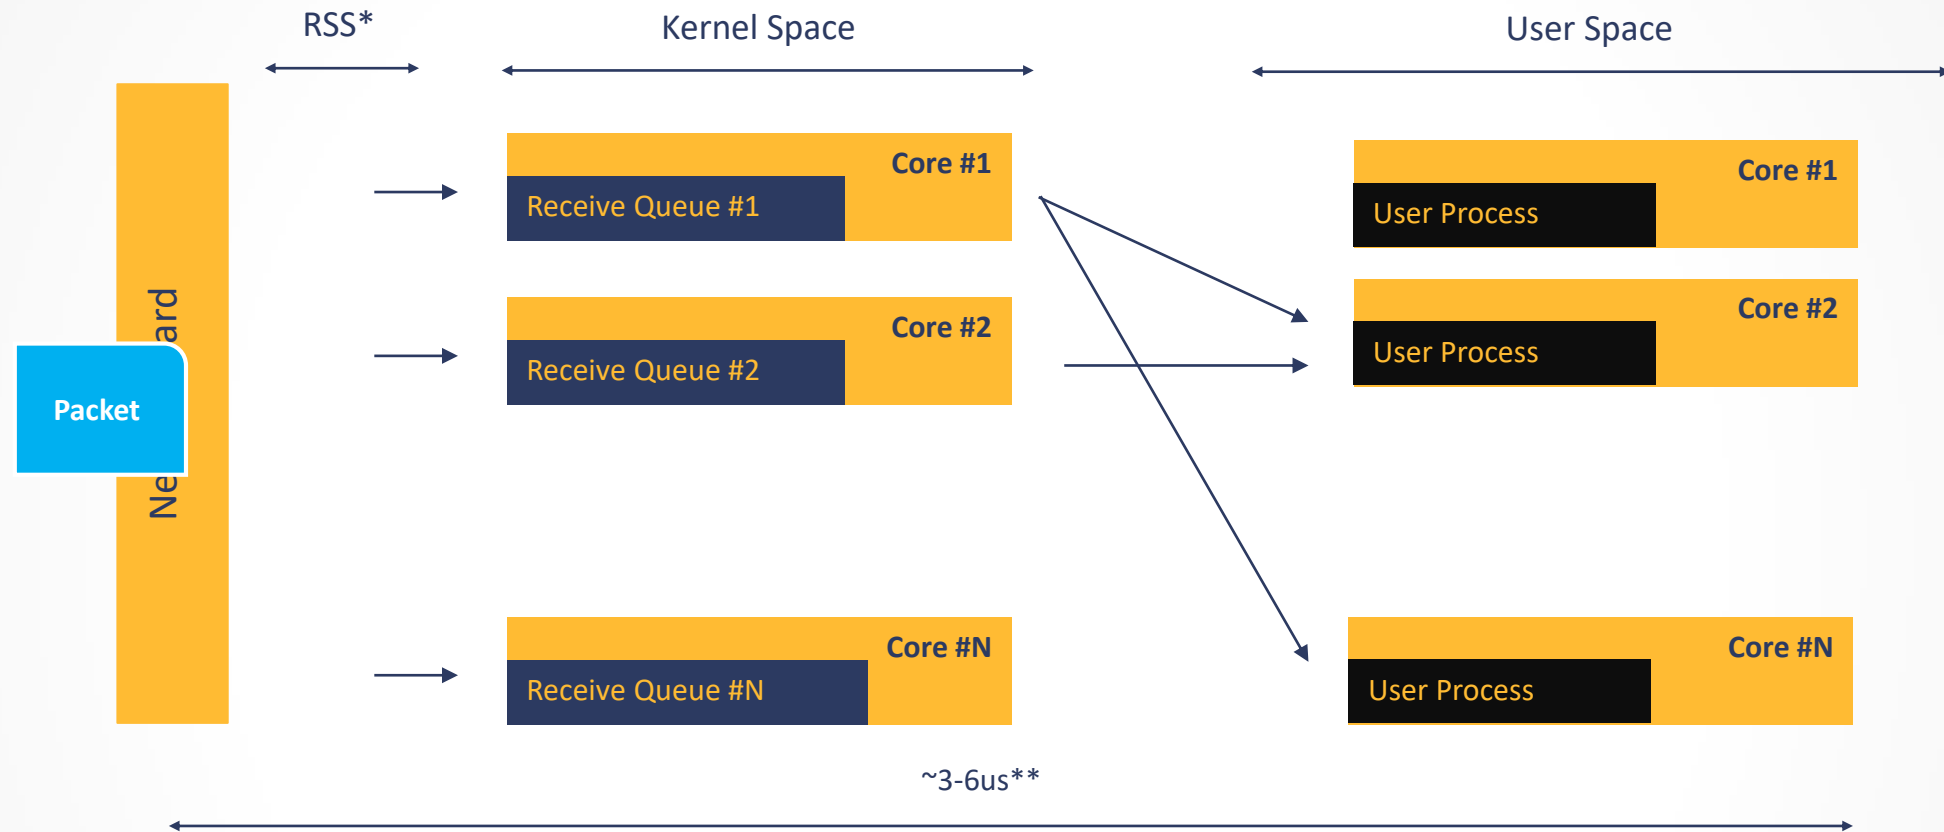 RSS*
Kernel Space
User Space
Core #1
Receive Queue #1
Core #1
User Process
Core #2
Receive Queue #2
Core #2
User Process
Packet
Core #N
Receive Queue #N
Core #N
User Process
~3-6us**